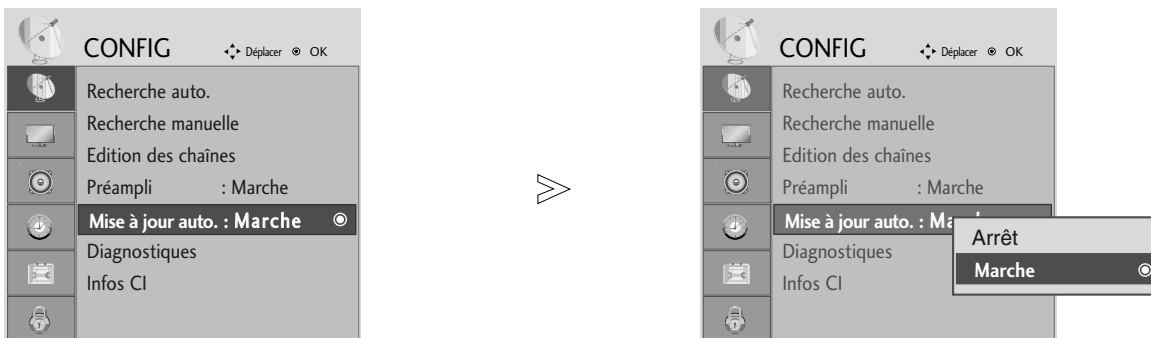 CONFIG Déplacer OK
Recherche auto.
Recherche manuelle
Edition des chaînes
Préampli : Marche
Mise à jour auto. : Marche
Diagnostiques
Infos CI
CONFIG Déplacer OK
Recherche auto.
Recherche manuelle
Edition des chaînes
Préampli : Marche
Mise à jour auto. : Ma
Diagnostiques
Infos CI
Arrêt
Marche